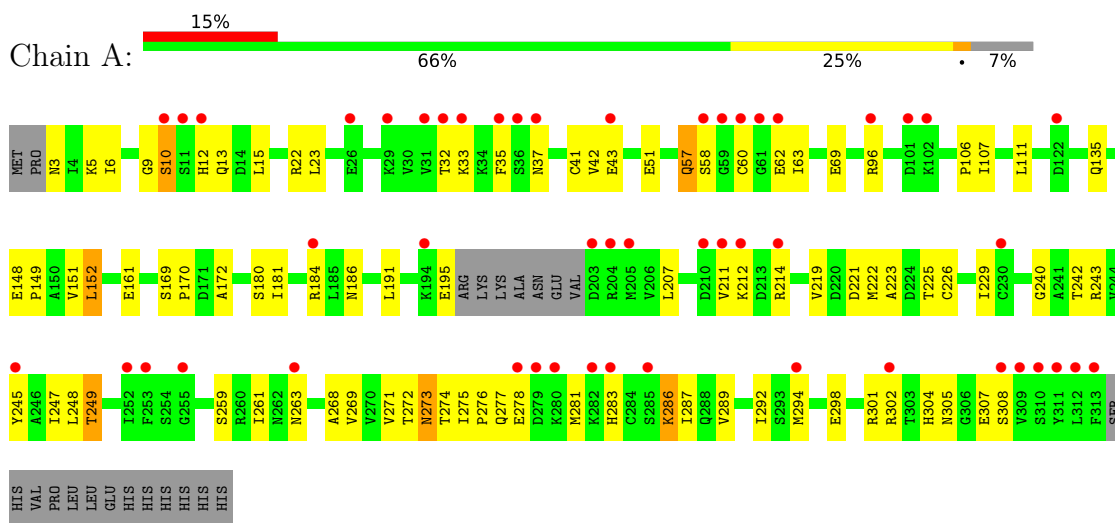 15%
Chain A:
66% 25% • 7%
MET PRO N3 I4 K5 I6 G9 S10 S11 H12 Q13 D14 L15 R22 L23 E26 K29 V30 V31 T32 K33 K34 F35 S36 N37 C41 V42 E43 E51 Q57 S58 G59 C60 G61 E62 I63 E69 R96 D101 K102 P106 I107 L111 D122 Q135
E148 P149 A150 V151 L152 E161 S169 P170 D171 A172 S180 I181 R184 L185 N186 L191 K194 E195 ARG LYS LYS ALA ASN GLU VAL D203 R204 M205 V206 L207 D210 V211 K212 D213 R214 V219 D220 D221 M222 A223 D224 T225 C226 I229 C230 G240 A241 T242 R243 V244
Y245 A246 I247 L248 T249 I252 F253 S254 G255 S259 R260 I261 N262 N263 A268 V269 V270 V271 T272 N273 T274 I275 P276 Q277 E278 D279 K280 M281 K282 H283 C284 S285 K286 I287 Q288 V289 I292 S293 M294 E298 R301 R302 T303 H304 N305 G306 E307 S308 V309 S310 Y311 L312 F313 SER
HIS VAL PRO LEU LEU GLU HIS HIS HIS HIS HIS HIS